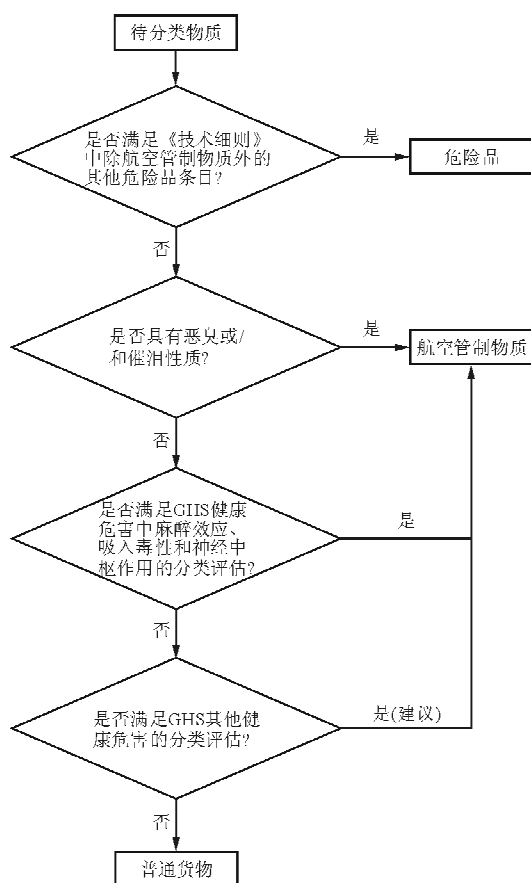 待分类物质
是否满足《技术细则》
中除航空管制物质外的
其他危险品条目?
是
危险品
否
是否具有恶臭或/
和催泪性质?
是
航空管制物质
否
是否满足GHS健康
危害中麻醉效应、
吸入毒性和神经中
枢作用的分类评估?
是
否
是否满足GHS其他健
康危害的分类评估?
是(建议)
否
普通货物